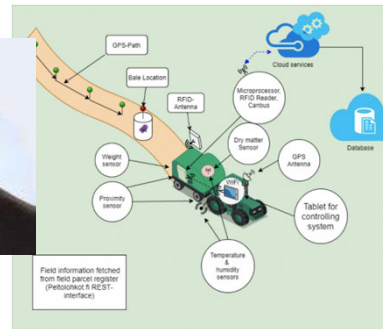 GPS-Path
Bale Location
RFID-
Antenna
Microprocessor,
RFID Reader,
Canbus
Cloud services
Database
Dry matter
Sensor
GPS
Antenna
Weight
sensor
WiFi
Proximity
sensor
Tablet for
controlling
system
Temperature
&
humidity
sensors
Field information fetched
from field parcel register
(Peltolohkot.fi REST-
interface)